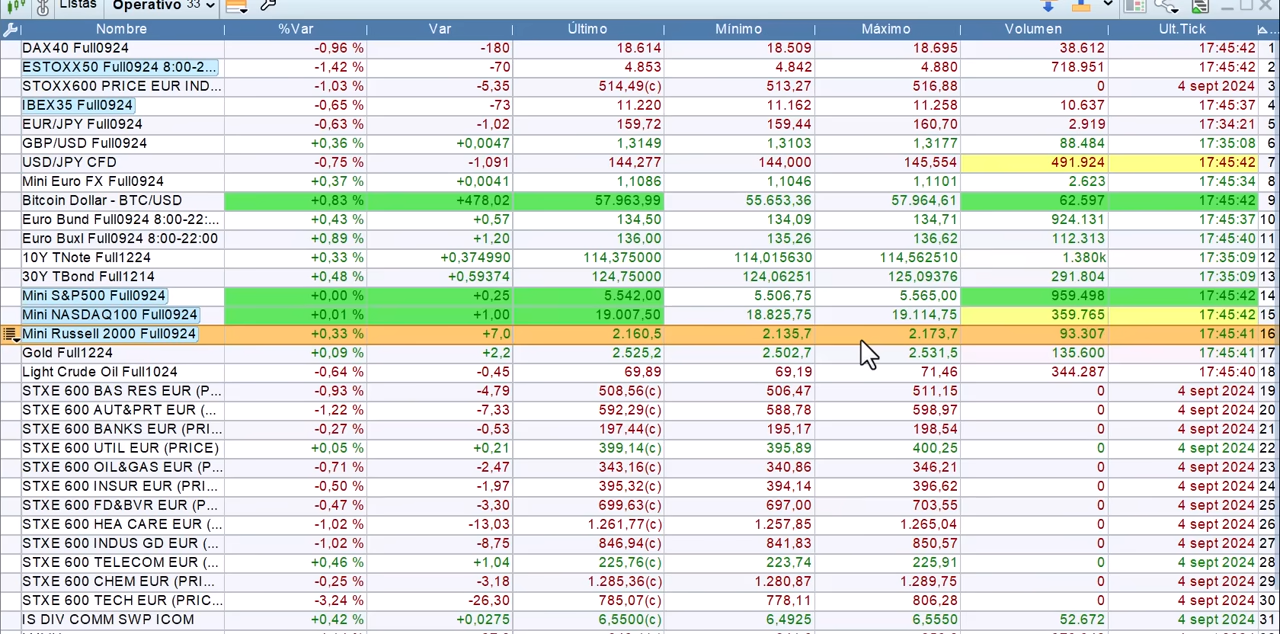 Listas Operativo 33
Nombre %Var Var Último Mínimo Máximo Volumen Ult.Tick
DAX40 Full0924 -0,96 % -180 18.614 18.509 18.695 38.612 17:45:42 1
ESTOXX50 Full0924 8:00-2... -1,42 % -70 4.853 4.842 4.880 718.951 17:45:42 2
STOXX600 PRICE EUR IND... -1,03 % -5,35 514,49(c) 513,27 516,88 0 4 sept 2024 3
IBEX35 Full0924 -0,65 % -73 11.220 11.162 11.258 10.637 17:45:37 4
EUR/JPY Full0924 -0,63 % -1,02 159,72 159,44 160,70 2.919 17:34:21 5
GBP/USD Full0924 +0,36 % +0,0047 1,3149 1,3103 1,3177 88.484 17:35:08 6
USD/JPY CFD -0,75 % -1,091 144,277 144,000 145,554 491.924 17:45:42 7
Mini Euro FX Full0924 +0,37 % +0,0041 1,1086 1,1046 1,1101 2.623 17:45:34 8
Bitcoin Dollar - BTC/USD +0,83 % +478,02 57.963,99 55.653,36 57.964,61 62.597 17:45:42 9
Euro Bund Full0924 8:00-22:... +0,43 % +0,57 134,50 134,09 134,71 924.131 17:45:37 10
Euro Buxl Full0924 8:00-22:00 +0,89 % +1,20 136,00 135,26 136,62 112.313 17:45:40 11
10Y TNote Full1224 +0,33 % +0,374990 114,375000 114,015630 114,562510 1.380k 17:35:09 12
30Y TBond Full1214 +0,48 % +0,59374 124,75000 124,06251 125,09376 291.804 17:35:09 13
Mini S&P500 Full0924 +0,00 % +0,25 5.542,00 5.506,75 5.565,00 959.498 17:45:42 14
Mini NASDAQ100 Full0924 +0,01 % +1,00 19.007,50 18.825,75 19.114,75 359.765 17:45:42 15
Mini Russell 2000 Full0924 +0,33 % +7,0 2.160,5 2.135,7 2.173,7 93.307 17:45:41 16
Gold Full1224 +0,09 % +2,2 2.525,2 2.502,7 2.531,5 135.600 17:45:41 17
Light Crude Oil Full1024 -0,64 % -0,45 69,89 69,19 71,46 344.287 17:45:40 18
STXE 600 BAS RES EUR (P... -0,93 % -4,79 508,56(c) 506,47 511,15 0 4 sept 2024 19
STXE 600 AUT&PRT EUR (... -1,22 % -7,33 592,29(c) 588,78 598,97 0 4 sept 2024 20
STXE 600 BANKS EUR (PRI... -0,27 % -0,53 197,44(c) 195,17 198,54 0 4 sept 2024 21
STXE 600 UTIL EUR (PRICE) +0,05 % +0,21 399,14(c) 395,89 400,25 0 4 sept 2024 22
STXE 600 OIL&GAS EUR (P... -0,71 % -2,47 343,16(c) 340,86 346,21 0 4 sept 2024 23
STXE 600 INSUR EUR (PRI... -0,50 % -1,97 395,32(c) 394,14 396,62 0 4 sept 2024 24
STXE 600 FD&BVR EUR (P... -0,47 % -3,30 699,63(c) 697,00 703,55 0 4 sept 2024 25
STXE 600 HEA CARE EUR (... -1,02 % -13,03 1.261,77(c) 1.257,85 1.265,04 0 4 sept 2024 26
STXE 600 INDUS GD EUR (... -1,02 % -8,75 846,94(c) 841,83 850,57 0 4 sept 2024 27
STXE 600 TELECOM EUR (... +0,46 % +1,04 225,76(c) 223,74 225,91 0 4 sept 2024 28
STXE 600 CHEM EUR (PRI... -0,25 % -3,18 1.285,36(c) 1.280,87 1.289,75 0 4 sept 2024 29
STXE 600 TECH EUR (PRIC... -3,24 % -26,30 785,07(c) 778,11 806,28 0 4 sept 2024 30
IS DIV COMM SWP ICOM +0,42 % +0,0275 6,5500(c) 6,4925 6,5550 52.672 4 sept 2024 31